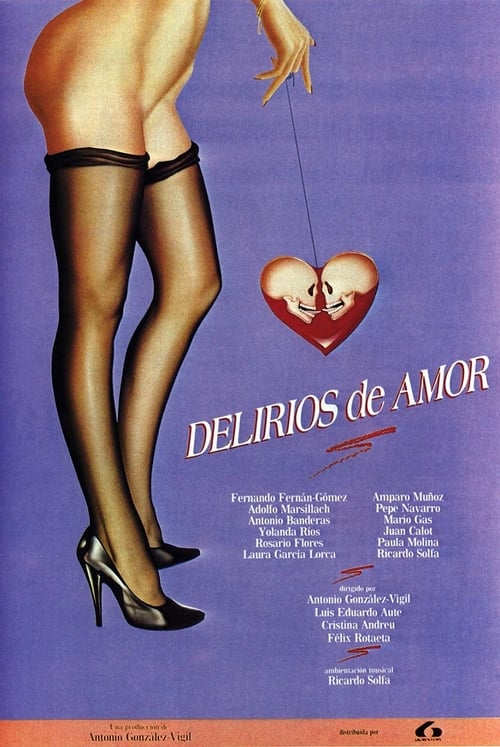 DELIRIOS de AMOR
Fernando Fernán-Gómez
Adolfo Marsillach
Antonio Banderas
Yolanda Ríos
Rosario Flores
Laura García Lorca
Amparo Muñoz
Pepe Navarro
Mario Gas
Juan Calot
Paula Molina
Ricardo Solfa
dirigido por
Antonio González-Vigil
Luis Eduardo Aute
Cristina Andreu
Félix Rotaeta
ambientación musical
Ricardo Solfa
Una producción de
Antonio González-Vigil
distribuida por